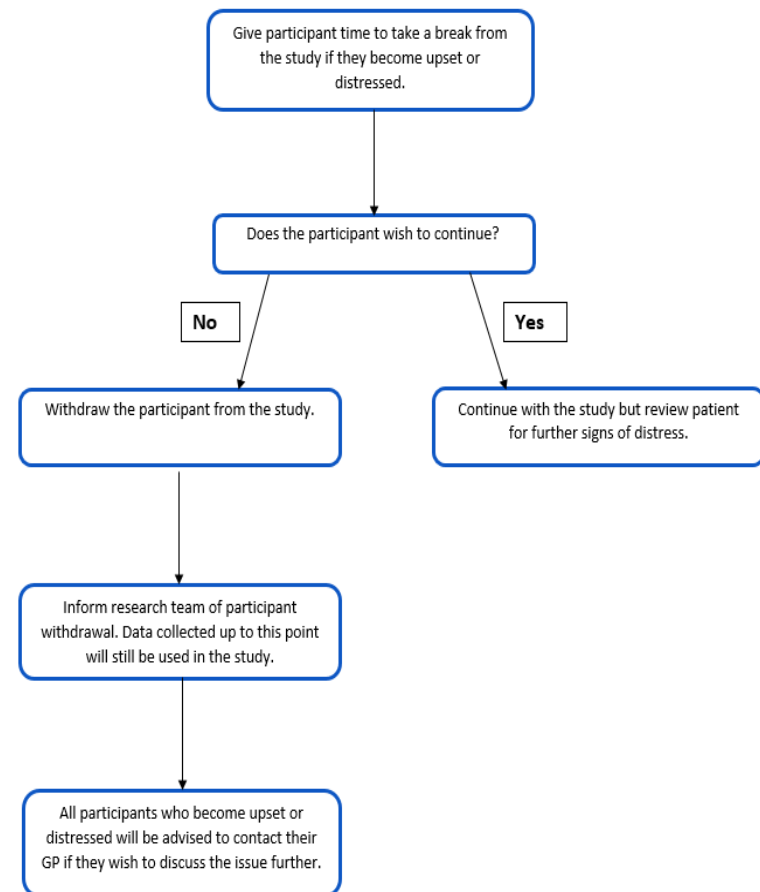 Give participant time to take a break from
the study if they become upset or
distressed.
Does the participant wish to continue?
No
Yes
Withdraw the participant from the study.
Continue with the study but review patient
for further signs of distress.
Inform research team of participant
withdrawal. Data collected up to this point
will still be used in the study.
All participants who become upset or
distressed will be advised to contact their
GP if they wish to discuss the issue further.